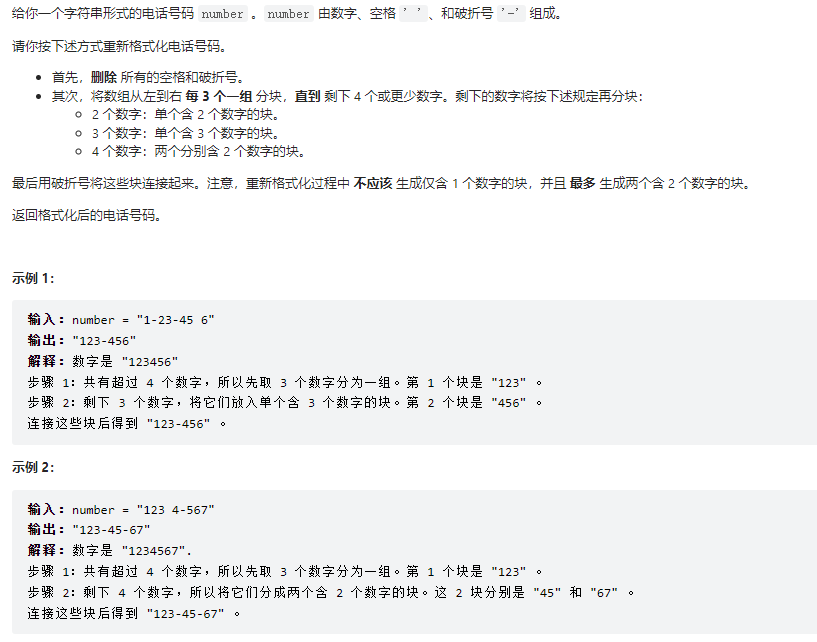 给你一个字符串形式的电话号码 number 。number 由数字、空格 ' '、和破折号 '-' 组成。
请你按下述方式重新格式化电话号码。
• 首先，删除 所有的空格和破折号。
• 其次，将数组从左到右 每 3 个一组 分块，直到 剩下 4 个或更少数字。剩下的数字将按下述规定再分块：
◦ 2 个数字：单个含 2 个数字的块。
◦ 3 个数字：单个含 3 个数字的块。
◦ 4 个数字：两个分别含 2 个数字的块。
最后用破折号将这些块连接起来。注意，重新格式化过程中 不应该 生成仅含 1 个数字的块，并且 最多 生成两个含 2 个数字的块。
返回格式化后的电话号码。
示例 1：
输入：number = "1-23-45 6"
输出："123-456"
解释：数字是 "123456"
步骤 1：共有超过 4 个数字，所以先取 3 个数字分为一组。第 1 个块是 "123" 。
步骤 2：剩下 3 个数字，将它们放入单个含 3 个数字的块。第 2 个块是 "456" 。
连接这些块后得到 "123-456" 。
示例 2：
输入：number = "123 4-567"
输出："123-45-67"
解释：数字是 "1234567".
步骤 1：共有超过 4 个数字，所以先取 3 个数字分为一组。第 1 个块是 "123" 。
步骤 2：剩下 4 个数字，所以将它们分成两个含 2 个数字的块。这 2 块分别是 "45" 和 "67" 。
连接这些块后得到 "123-45-67" 。